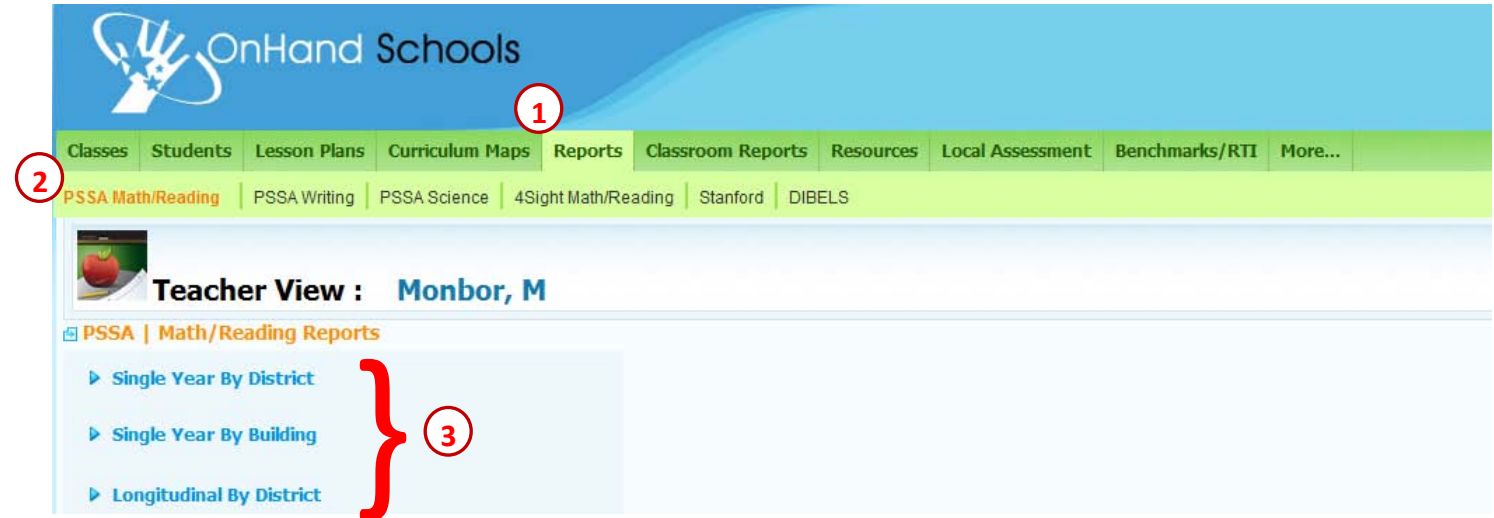 OnHand Schools
1
Classes Students Lesson Plans Curriculum Maps Reports Classroom Reports Resources Local Assessment Benchmarks/RTI More...
2
PSSA Math/Reading PSSA Writing PSSA Science 4Sight Math/Reading Stanford DIBELS
Teacher View : Monbor, M
PSSA | Math/Reading Reports
Single Year By District
Single Year By Building
3
Longitudinal By District